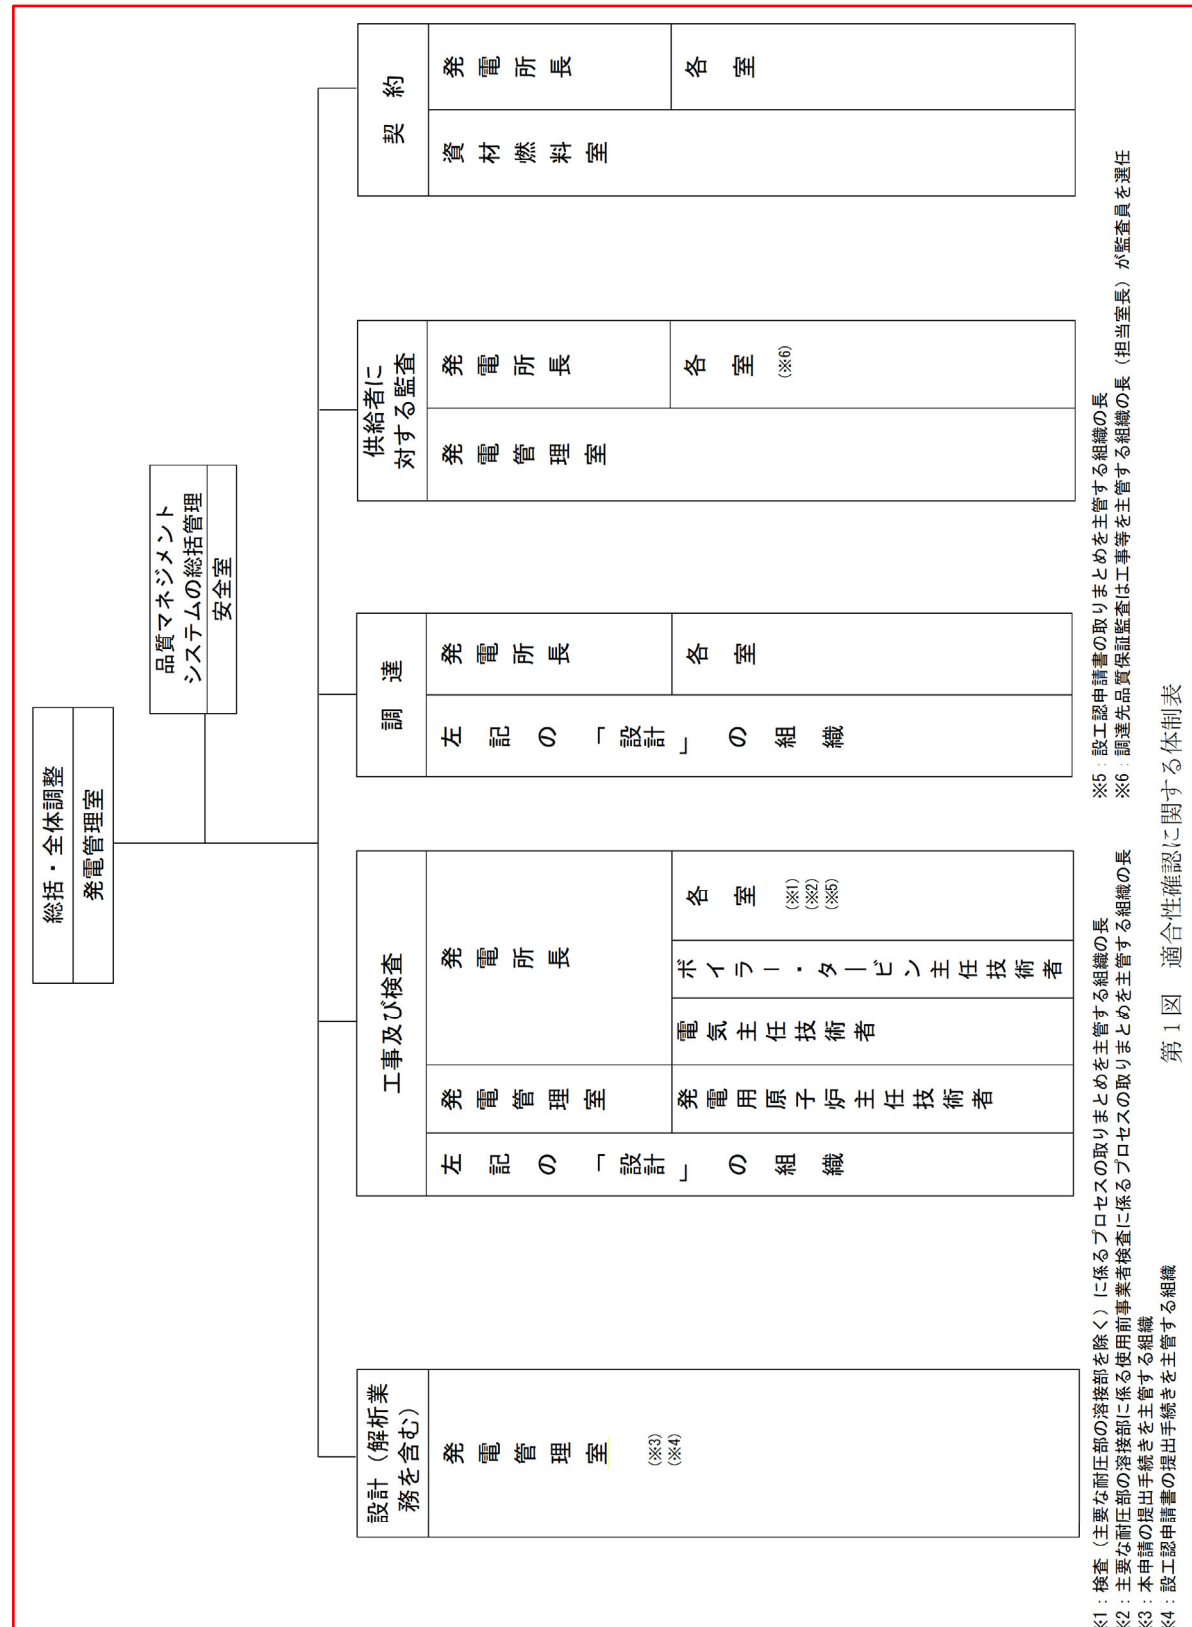 総括・全体調整
発電管理室
品質マネジメント
システムの総括管理
安全室
設計（解析業
務を含む）
発電管理室
(※3)
(※4)
工事及び検査
左記の「設計」の組織
発電管理室
発電用原子炉主任技術者
発電所長
電気主任技術者
ボイラー・タービン主任技術者
各室
(※1)
(※2)
(※5)
調達
左記の「設計」の組織
発電所長
各室
供給者に
対する監査
発電管理室
発電所長
各室
(※6)
契約
資材燃料室
発電所長
各室
※1：検査（主要な耐圧部の溶接部を除く）に係るプロセスの取りまとめを主管する組織の長
※2：主要な耐圧部の溶接部に係る使用前事業者検査に係るプロセスの取りまとめを主管する組織の長
※3：本申請の提出手続きを主管する組織
※4：設工認申請書の提出手続きを主管する組織
※5：設工認申請書の取りまとめを主管する組織の長
※6：調達先品質保証監査は工事等を主管する組織の長（担当室長）が監査員を選任
第1図　適合性確認に関する体制表